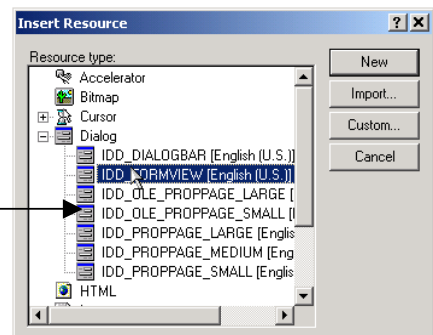 Insert Resource
Resource type:
Accelerator
Bitmap
Cursor
Dialog
IDD_DIALOGBAR [English (U.S.)]
IDD_FORMVIEW [English (U.S.)]
IDD_OLE_PROPPAGE_LARGE [
IDD_OLE_PROPPAGE_SMALL [
IDD_PROPPAGE_LARGE [Englis
IDD_PROPPAGE_MEDIUM [Eng
IDD_PROPPAGE_SMALL [Englis
HTML
New
Import...
Custom...
Cancel